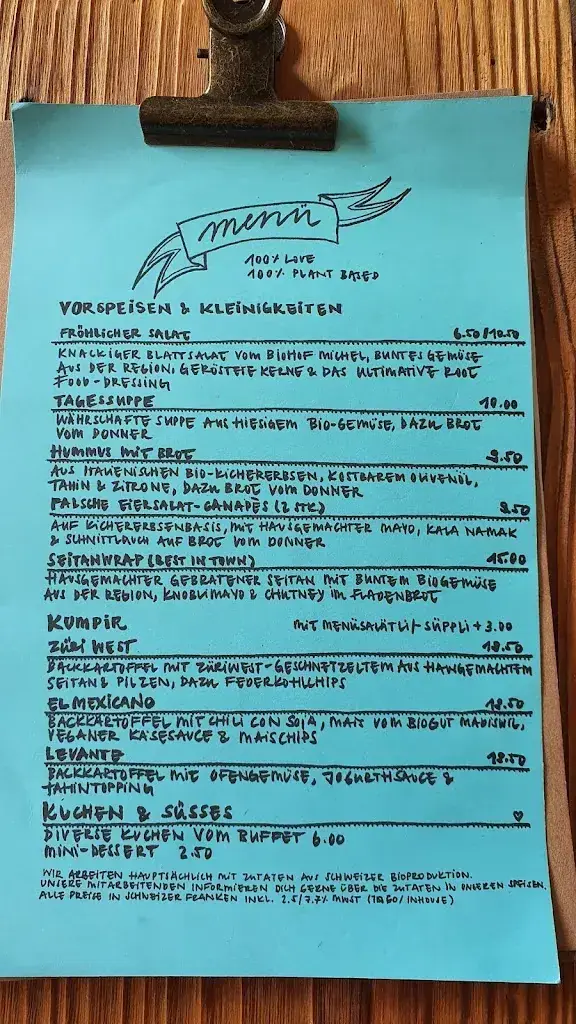 menü
100% LOVE
100% PLANT BASED
VORSPEISEN & KLEINIGKEITEN
FRÖHLICHER SALAT 6.50/10.50
KNACKIGER BLATTSALAT VOM BIOHOF MICHEL, BUNTES GEMÜSE
AUS DER REGION, GERÖSTETE KERNE & DAS ULTIMATIVE ROOT
FOOD-DRESSING
TAGESSUPPE 10.00
WÄHRSCHAFTE SUPPE AUS HIESIGEM BIO-GEMÜSE, DAZU BROT
VOM DONNER
HUMMUS MIT BROT 9.50
AUS ITALIENISCHEN BIO-KICHERERBSEN, KOSTBAREM OLIVENÖL,
TAHIN & ZITRONE, DAZU BROT VOM DONNER
FALSCHE EIERSALAT-CANAPÉS (2 STK.) 9.50
AUF KICHERERBSENBASIS, MIT HAUSGEMACHTER MAYO, KALA NAMAK
& SCHNITTLAUCH AUF BROT VOM DONNER
SEITANWRAP (BEST IN TOWN) 15.00
HAUSGEMACHTER GEBRATENER SEITAN MIT BUNTEM BIOGEMÜSE
AUS DER REGION, KNOBLIMAYO & CHUTNEY IM FLADENBROT
KUMPIR MIT MENÜSALÄTLI/-SÜPPLI +3.00
ZÜRI WEST 18.50
BACKKARTOFFEL MIT ZÜRIWEST-GESCHNETZELTEM AUS HANGEMACHTEM
SEITAN & PILZEN, DAZU FEDERKOHLCHIPS
EL MEXICANO 18.50
BACKKARTOFFEL MIT CHILI CON SOJA, MAIS VOM BIOGUT MADISWIL,
VEGANER KÄSESAUCE & MAISCHIPS
LEVANTE 18.50
BACKKARTOFFEL MIT OFENGEMÜSE, JOGURTHSAUCE &
TAHINTOPPING
KUCHEN & SÜSSES ♡
DIVERSE KUCHEN VOM BUFFET 6.00
MINI-DESSERT 2.50
WIR ARBEITEN HAUPTSÄCHLICH MIT ZUTATEN AUS SCHWEIZER BIOPRODUKTION.
UNSERE MITARBEITENDEN INFORMIEREN DICH GERNE ÜBER DIE ZUTATEN IN UNSEREN SPEISEN.
ALLE PREISE IN SCHWEIZER FRANKEN INKL. 2.5/7.7% MWST (TOGO/INHOUSE)